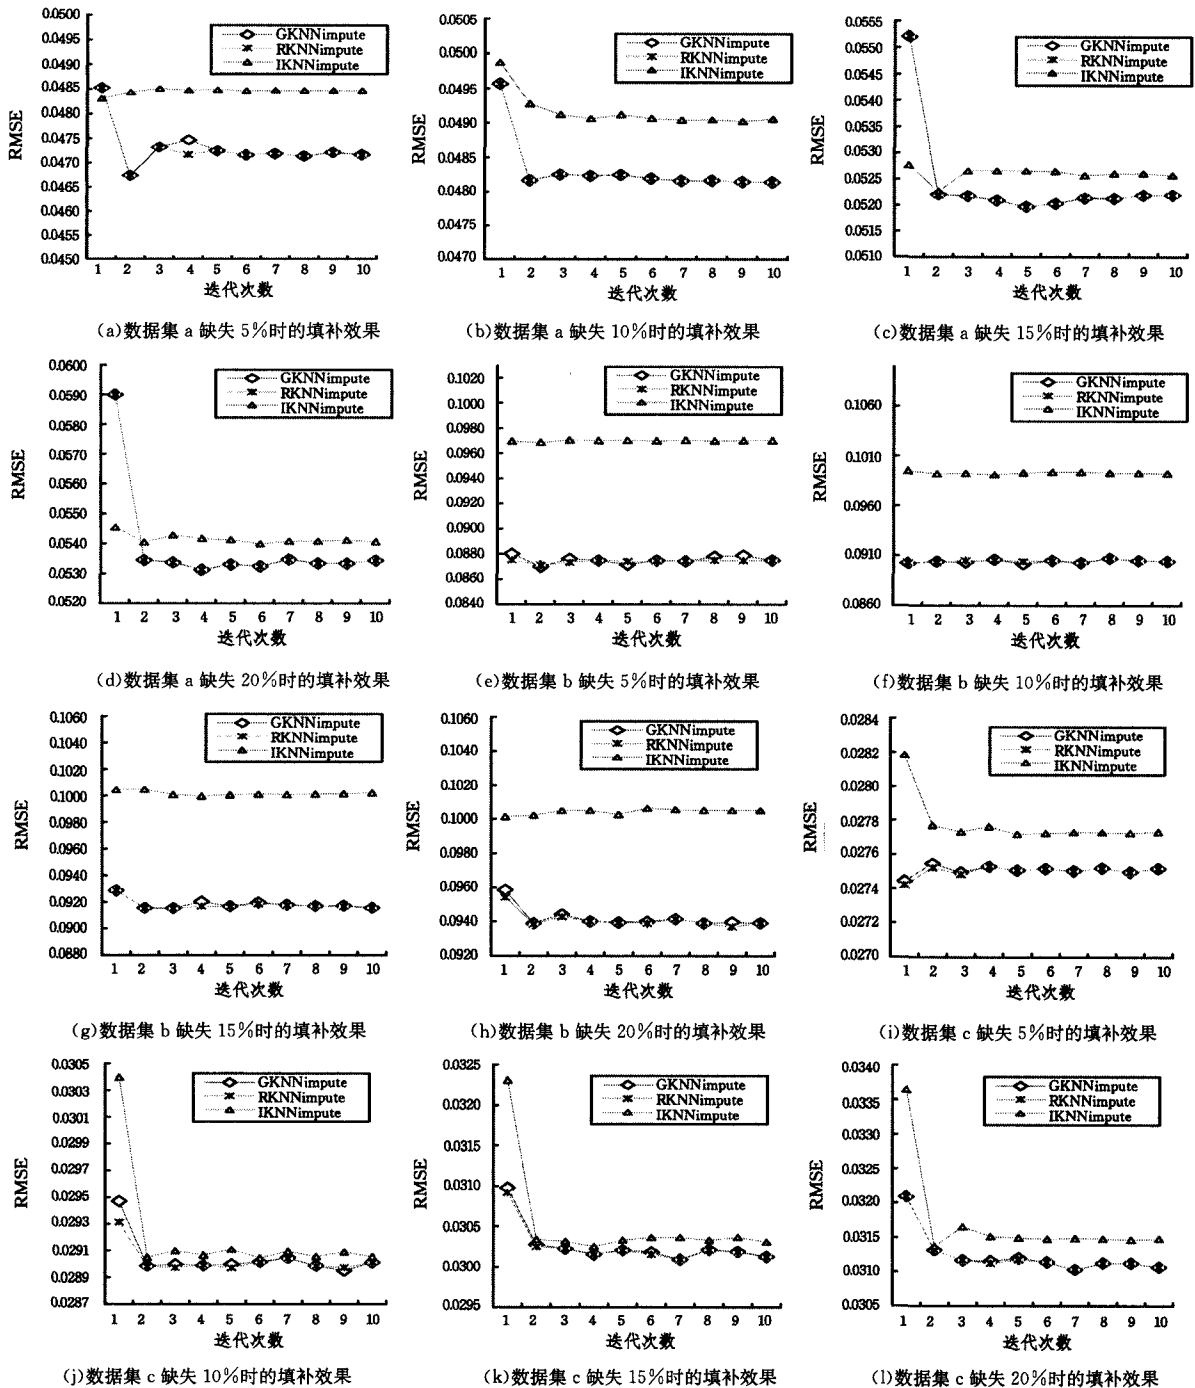 0.0500
0.0495
0.0490
0.0485
0.0480
0.0475
0.0470
0.0465
0.0460
0.0455
0.0450
RMSE
GKNNimpute
RKNNimpute
IKNNimpute
1 2 3 4 5 6 7 8 9 10
迭代次数
(a)数据集 a 缺失 5%时的填补效果
0.0505
0.0500
0.0495
0.0490
0.0485
0.0480
0.0475
0.0470
RMSE
GKNNimpute
RKNNimpute
IKNNimpute
1 2 3 4 5 6 7 8 9 10
迭代次数
(b)数据集 a 缺失 10%时的填补效果
0.0555
0.0550
0.0545
0.0540
0.0535
0.0530
0.0525
0.0520
0.0515
0.0510
RMSE
GKNNimpute
RKNNimpute
IKNNimpute
1 2 3 4 5 6 7 8 9 10
迭代次数
(c)数据集 a 缺失 15%时的填补效果
0.0600
0.0590
0.0580
0.0570
0.0560
0.0550
0.0540
0.0530
0.0520
RMSE
GKNNimpute
RKNNimpute
IKNNimpute
1 2 3 4 5 6 7 8 9 10
迭代次数
(d)数据集 a 缺失 20%时的填补效果
0.1020
0.1000
0.0980
0.0960
0.0940
0.0920
0.0900
0.0880
0.0860
0.0840
RMSE
GKNNimpute
RKNNimpute
IKNNimpute
1 2 3 4 5 6 7 8 9 10
迭代次数
(e)数据集 b 缺失 5%时的填补效果
0.1060
0.1010
0.0960
0.0910
0.0860
RMSE
GKNNimpute
RKNNimpute
IKNNimpute
1 2 3 4 5 6 7 8 9 10
迭代次数
(f)数据集 b 缺失 10%时的填补效果
0.1060
0.1040
0.1020
0.1000
0.0980
0.0960
0.0940
0.0920
0.0900
0.0880
RMSE
GKNNimpute
RKNNimpute
IKNNimpute
1 2 3 4 5 6 7 8 9 10
迭代次数
(g)数据集 b 缺失 15%时的填补效果
0.1060
0.1040
0.1020
0.1000
0.0980
0.0960
0.0940
0.0920
RMSE
GKNNimpute
RKNNimpute
IKNNimpute
1 2 3 4 5 6 7 8 9 10
迭代次数
(h)数据集 b 缺失 20%时的填补效果
0.0284
0.0282
0.0280
0.0278
0.0276
0.0274
0.0272
0.0270
RMSE
GKNNimpute
RKNNimpute
IKNNimpute
1 2 3 4 5 6 7 8 9 10
迭代次数
(i)数据集 c 缺失 5%时的填补效果
0.0305
0.0303
0.0301
0.0299
0.0297
0.0295
0.0293
0.0291
0.0289
0.0287
RMSE
GKNNimpute
RKNNimpute
IKNNimpute
1 2 3 4 5 6 7 8 9 10
迭代次数
(j)数据集 c 缺失 10%时的填补效果
0.0325
0.0320
0.0315
0.0310
0.0305
0.0300
0.0295
RMSE
GKNNimpute
RKNNimpute
IKNNimpute
1 2 3 4 5 6 7 8 9 10
迭代次数
(k)数据集 c 缺失 15%时的填补效果
0.0340
0.0335
0.0330
0.0325
0.0320
0.0315
0.0310
0.0305
RMSE
GKNNimpute
RKNNimpute
IKNNimpute
1 2 3 4 5 6 7 8 9 10
迭代次数
(l)数据集 c 缺失 20%时的填补效果